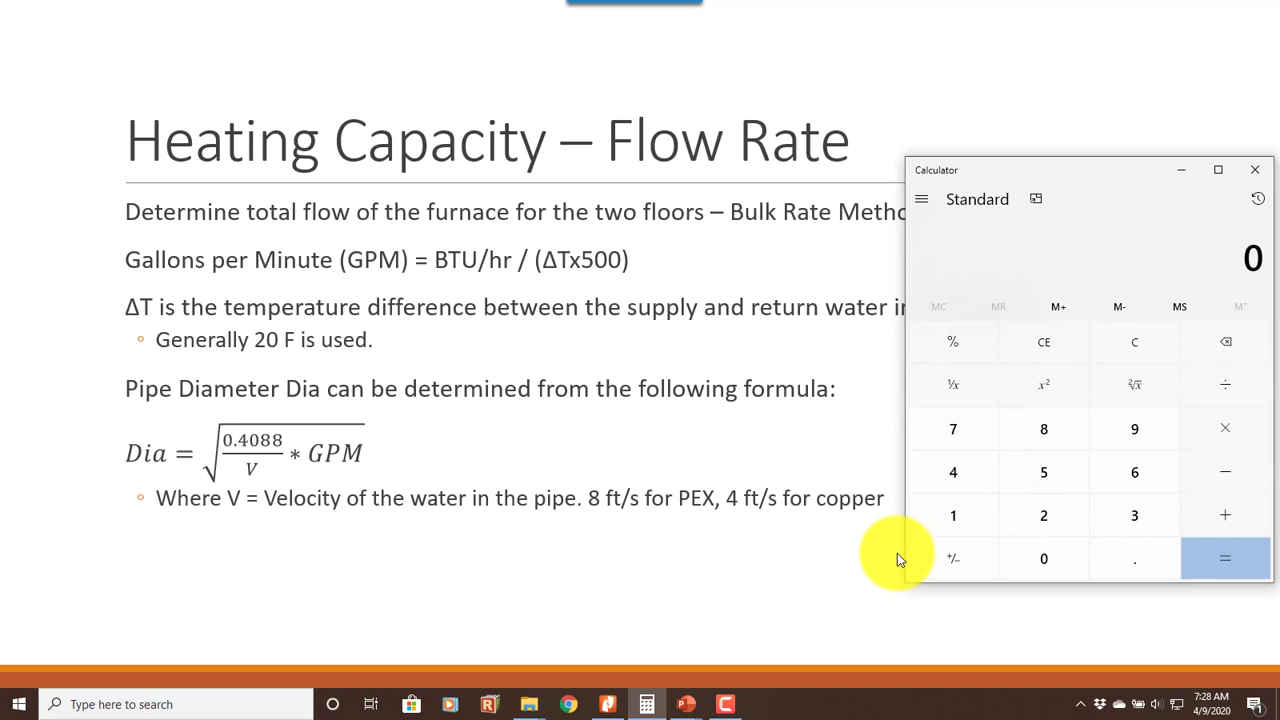 Heating Capacity – Flow Rate
Determine total flow of the furnace for the two floors – Bulk Rate Metho
Gallons per Minute (GPM) = BTU/hr / (ΔTx500)
ΔT is the temperature difference between the supply and return water in
◦ Generally 20 F is used.
Pipe Diameter Dia can be determined from the following formula:
Dia = √(0.4088/V * GPM)
◦ Where V = Velocity of the water in the pipe. 8 ft/s for PEX, 4 ft/s for copper
Calculator
Standard
0
MC MR M+ M- MS M˅
% CE C
⅟x x² ²√x ÷
7 8 9 ×
4 5 6 −
1 2 3 +
+/− 0 . =
Type here to search
7:28 AM
4/9/2020
1